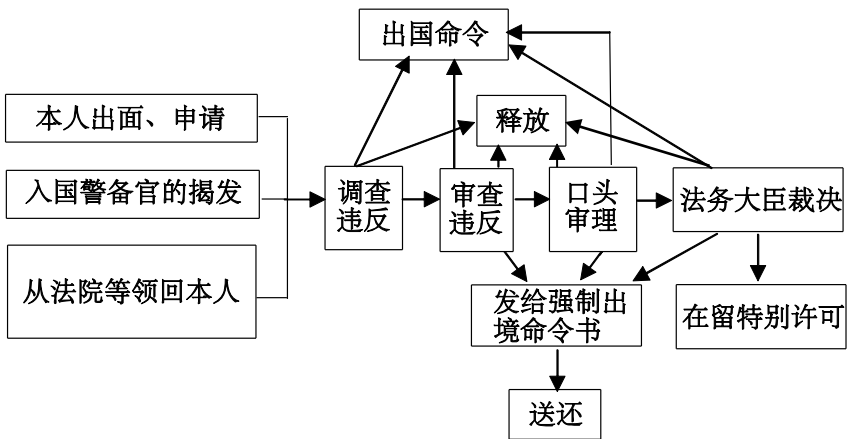 出国命令
本人出面、申请
释放
入国警备官的揭发
调查
违反
审查
违反
口头
审理
法务大臣裁决
从法院等领回本人
发给强制出
境命令书
在留特别许可
送还